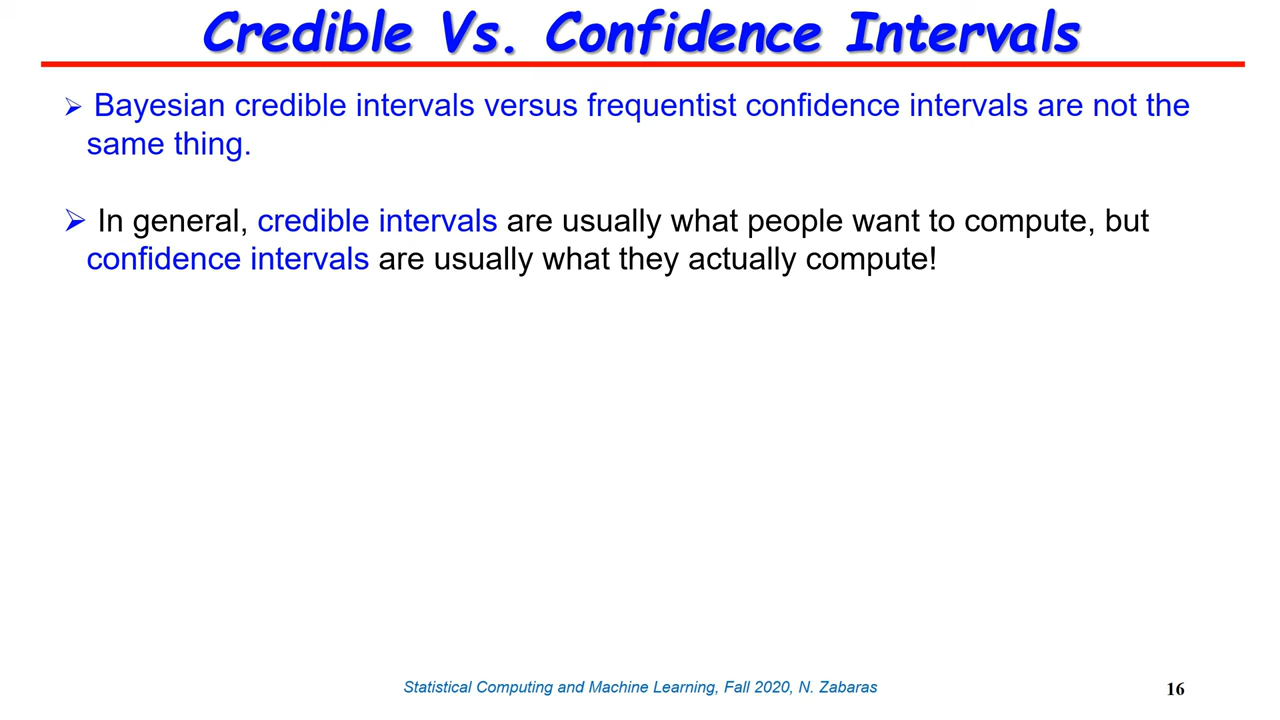 Credible Vs. Confidence Intervals
➢ Bayesian credible intervals versus frequentist confidence intervals are not the
same thing.
➢ In general, credible intervals are usually what people want to compute, but
confidence intervals are usually what they actually compute!
Statistical Computing and Machine Learning, Fall 2020, N. Zabaras
16